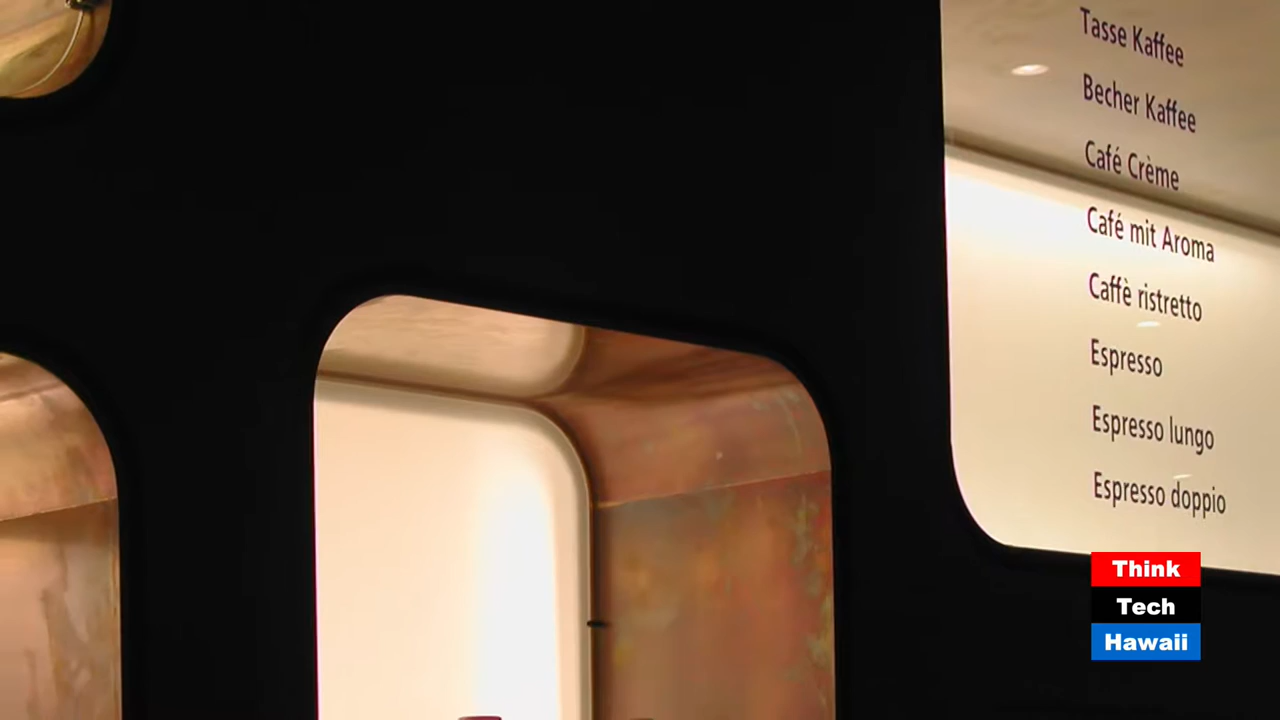 Tasse Kaffee
Becher Kaffee
Café Crème
Café mit Aroma
Caffè ristretto
Espresso
Espresso lungo
Espresso doppio
Think
Tech
Hawaii